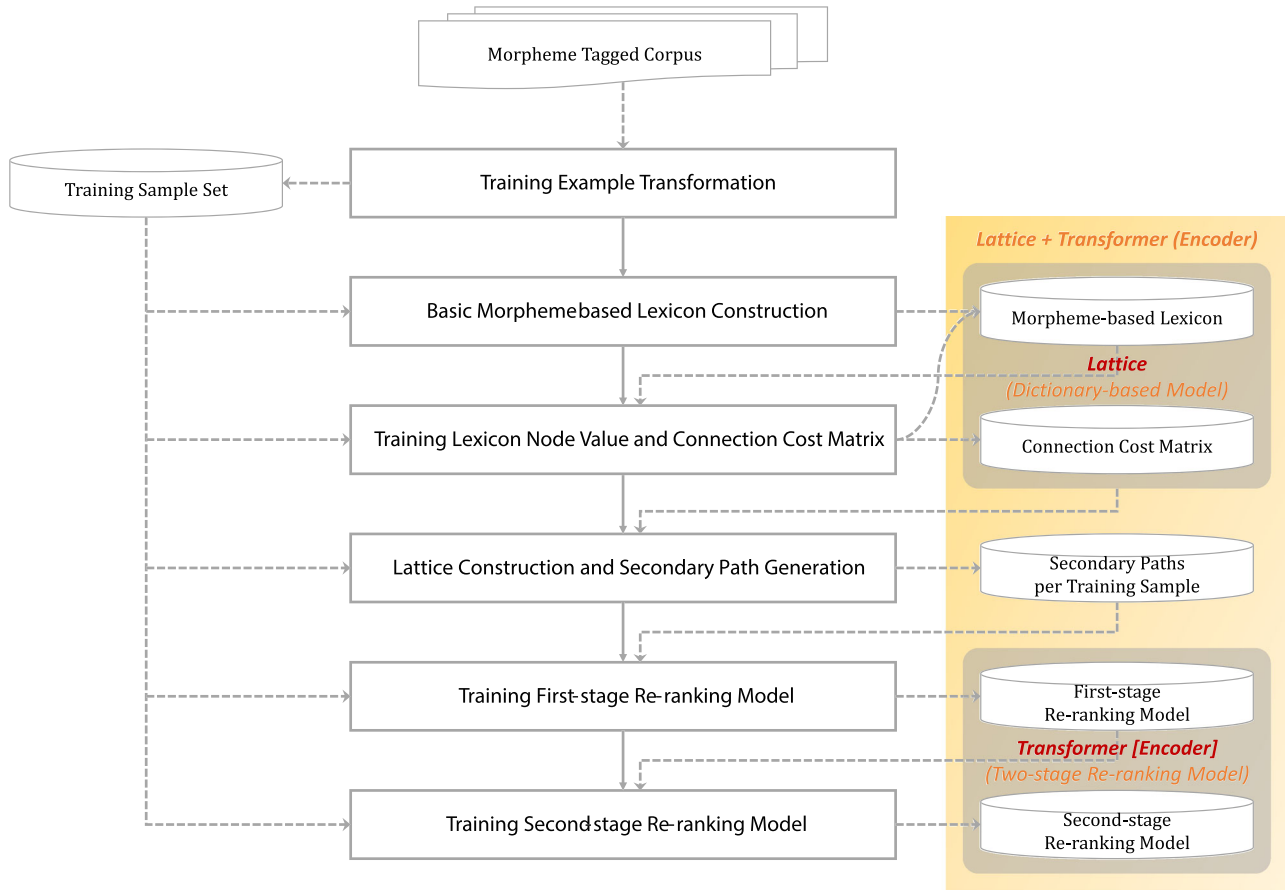 Morpheme Tagged Corpus
Training Sample Set
Training Example Transformation
Lattice + Transformer (Encoder)
Basic Morphemebased Lexicon Construction
Morpheme-based Lexicon
Lattice
(Dictionary-based Model)
Training Lexicon Node Value and Connection Cost Matrix
Connection Cost Matrix
Lattice Construction and Secondary Path Generation
Secondary Paths
per Training Sample
Training First-stage Re-ranking Model
First-stage
Re-ranking Model
Transformer [Encoder]
(Two-stage Re-ranking Model)
Training Second-stage Re-ranking Model
Second-stage
Re-ranking Model